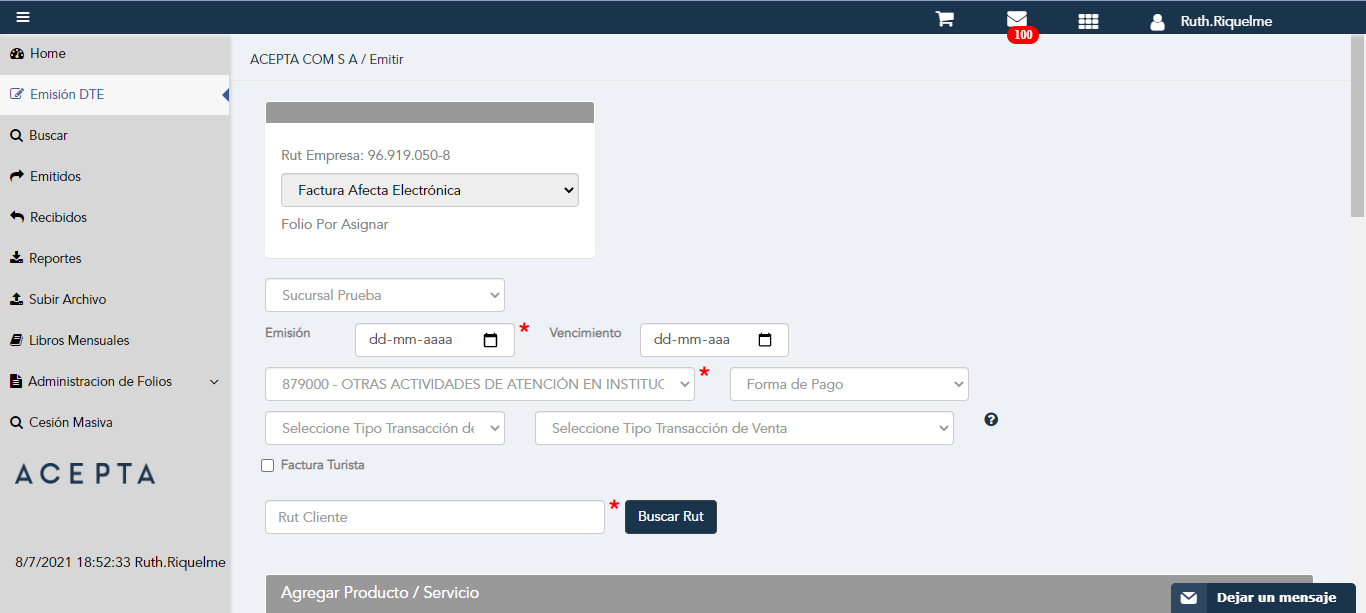 Ruth.Riquelme
100
Home
Emisión DTE
Buscar
Emitidos
Recibidos
Reportes
Subir Archivo
Libros Mensuales
Administracion de Folios
Cesión Masiva
ACEPTA
8/7/2021 18:52:33 Ruth.Riquelme
ACEPTA COM S A / Emitir
Rut Empresa: 96.919.050-8
Factura Afecta Electrónica
Folio Por Asignar
Sucursal Prueba
Emisión dd-mm-aaaa * Vencimiento dd-mm-aaa
879000 - OTRAS ACTIVIDADES DE ATENCIÓN EN INSTITUC * Forma de Pago
Seleccione Tipo Transacción de Seleccione Tipo Transacción de Venta ?
Factura Turista
Rut Cliente * Buscar Rut
Agregar Producto / Servicio
Dejar un mensaje